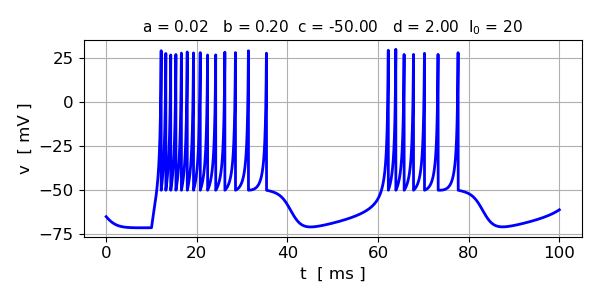 a = 0.02   b = 0.20  c = -50.00   d = 2.00  I₀ = 20
v  [ mV ]
25
0
−25
−50
−75
0 20 40 60 80 100
t  [ ms ]